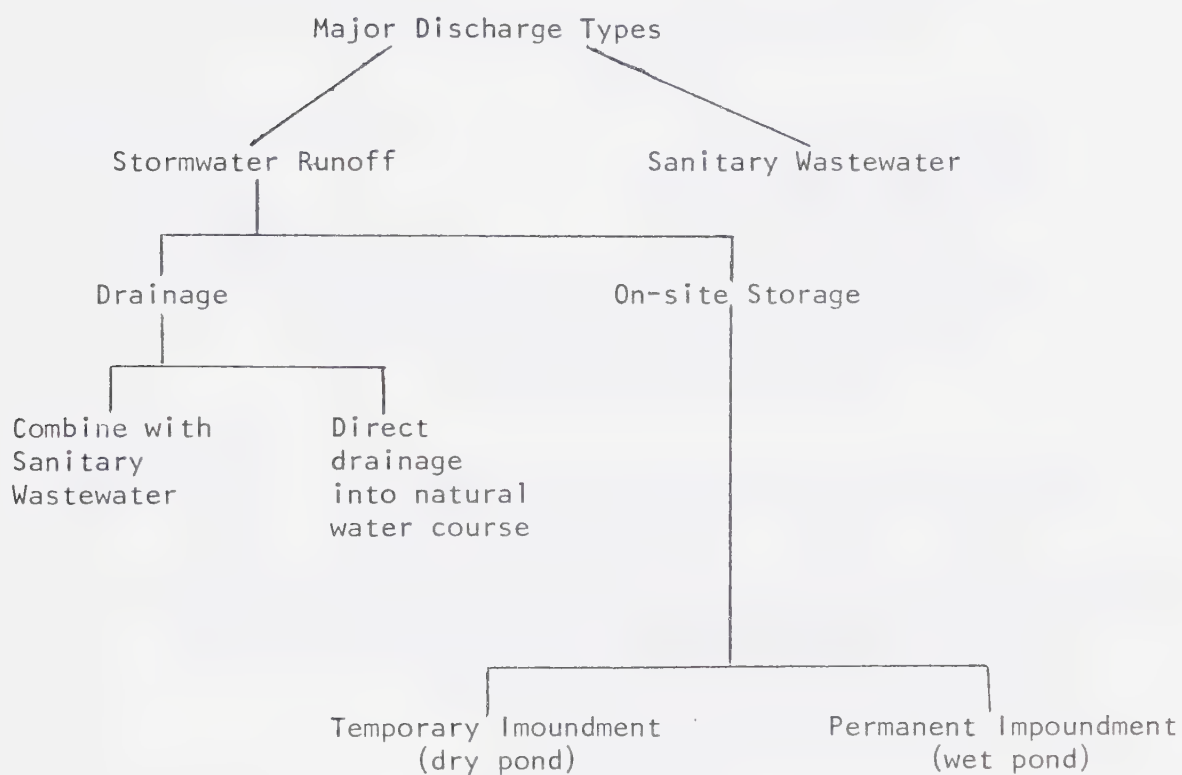 Major Discharge Types
Stormwater Runoff
Sanitary Wastewater
Drainage
On-site Storage
Combine with
Sanitary
Wastewater
Direct
drainage
into natural
water course
Temporary Imoundment
(dry pond)
Permanent Impoundment
(wet pond)